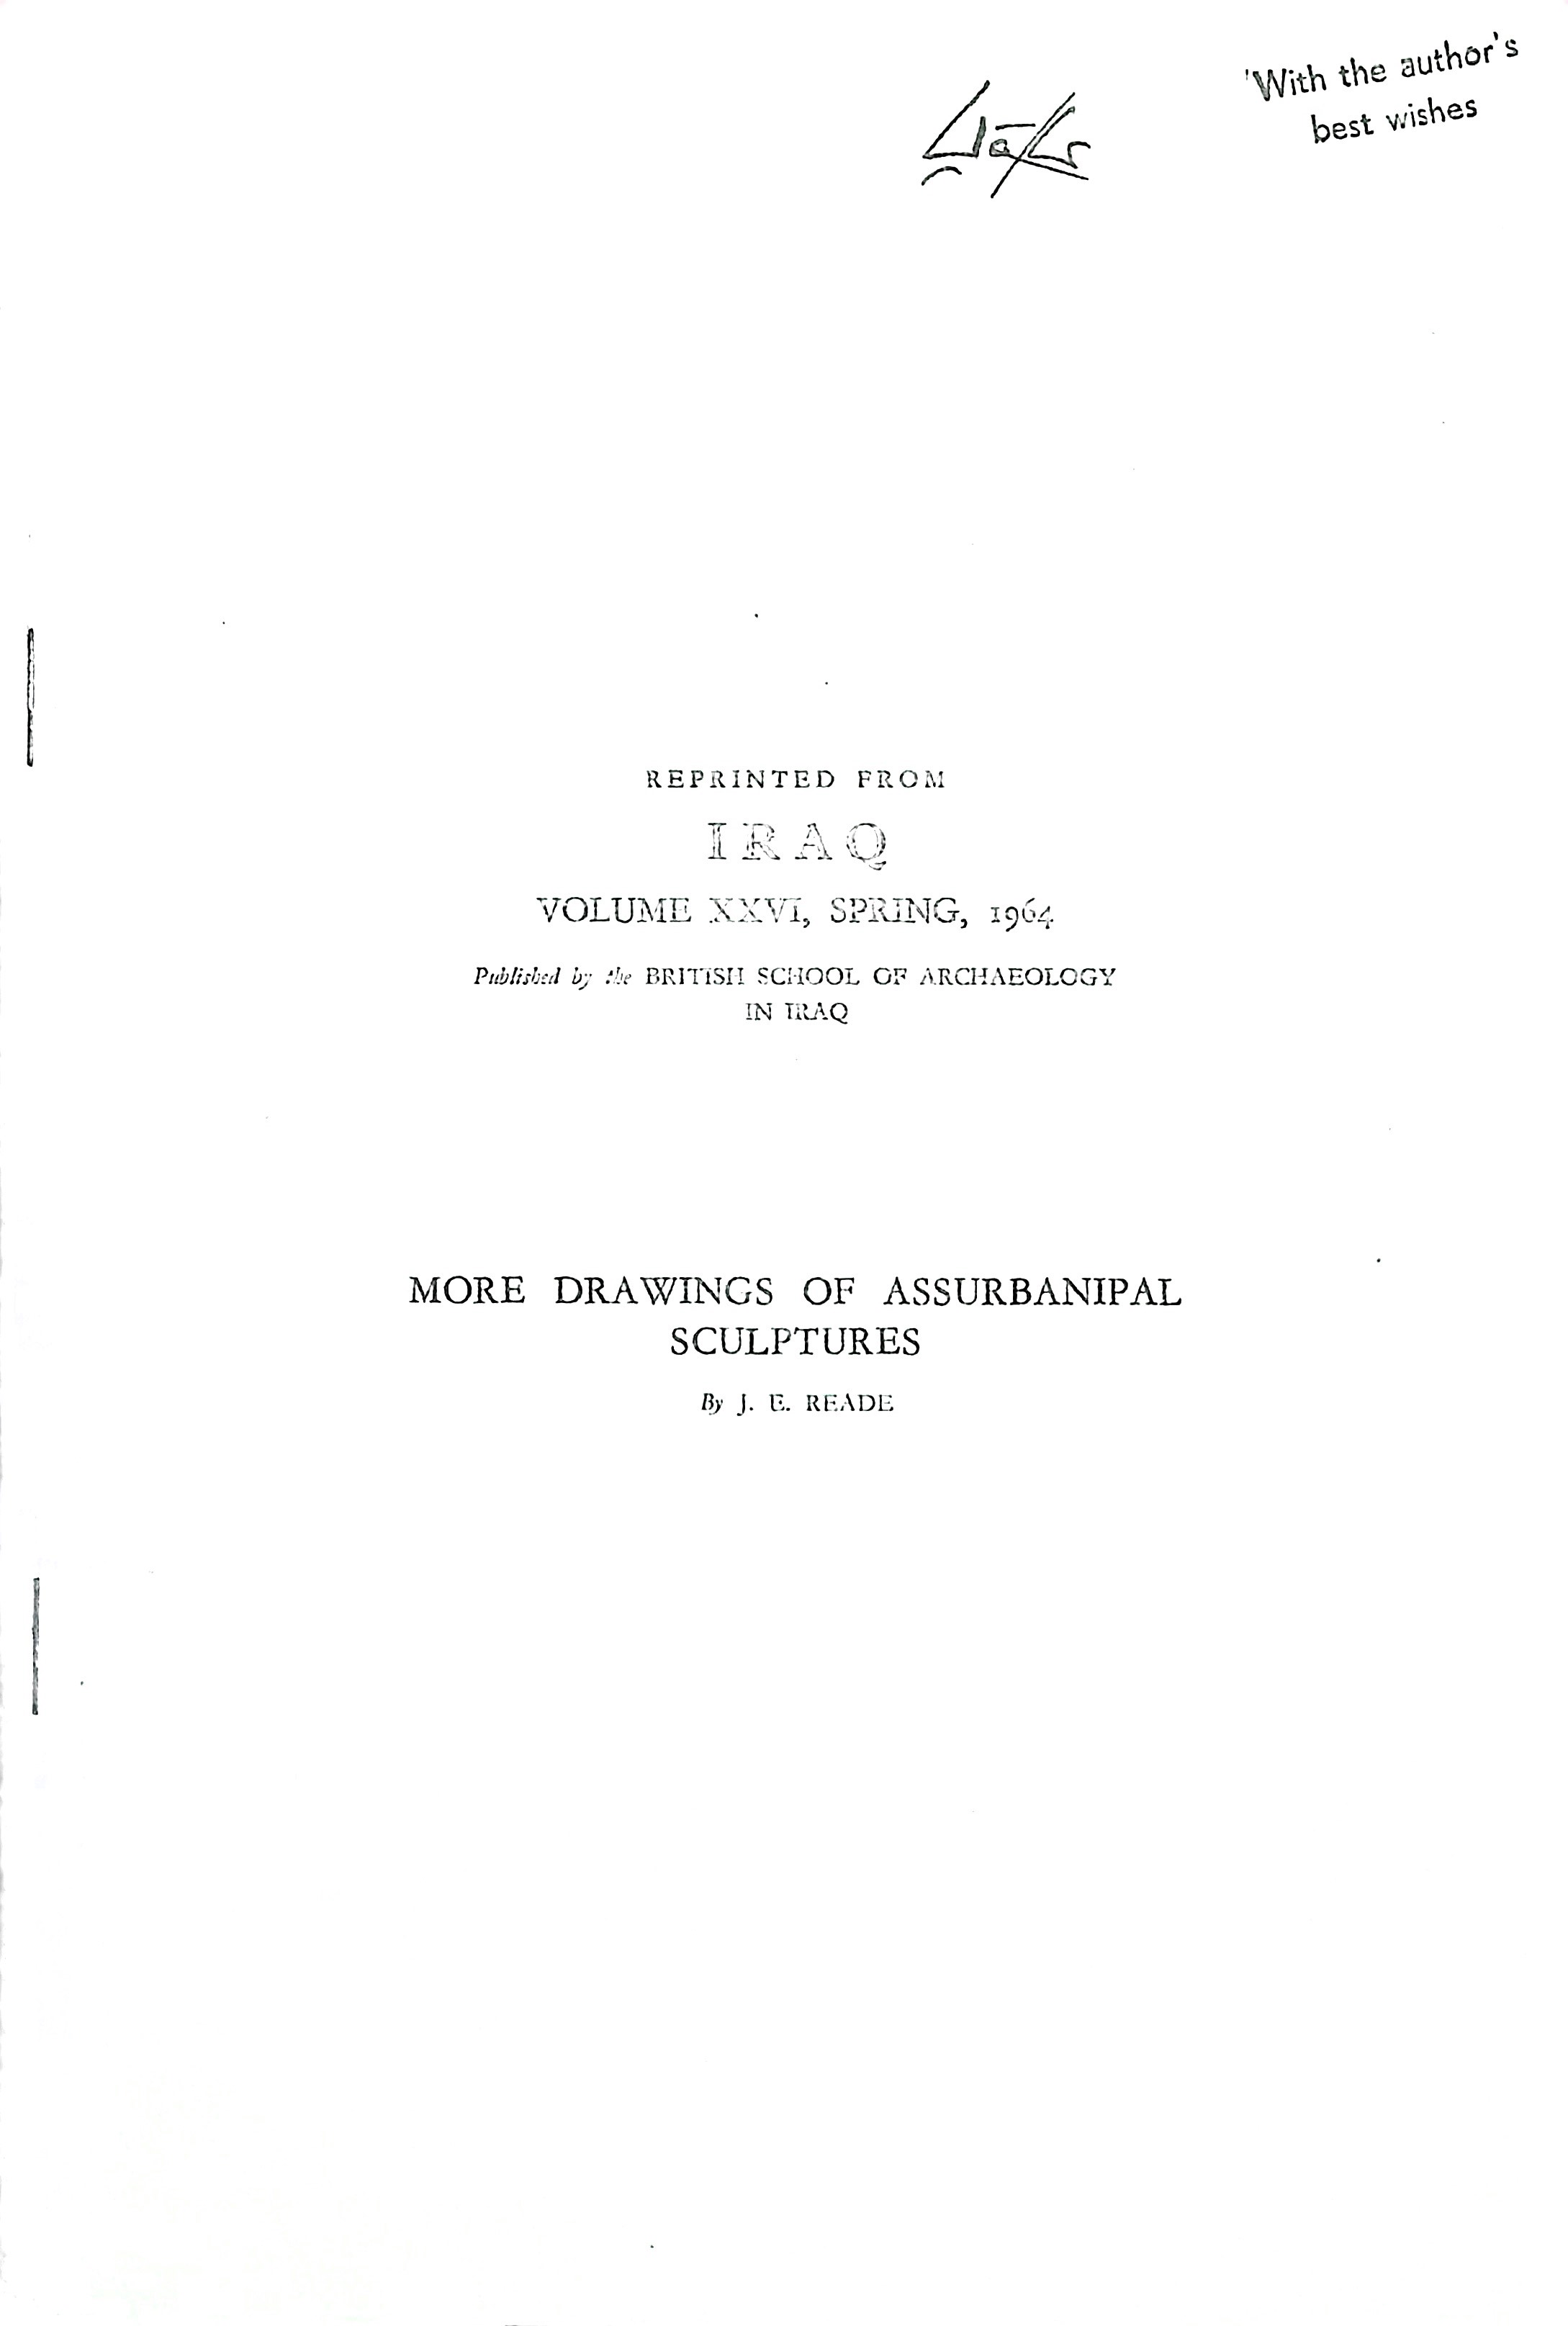 'With the author's
best wishes
REPRINTED FROM
IRAQ
VOLUME XXVI, SPRING, 1964
Published by the BRITISH SCHOOL OF ARCHAEOLOGY
IN IRAQ
MORE DRAWINGS OF ASSURBANIPAL
SCULPTURES
By J. E. READE